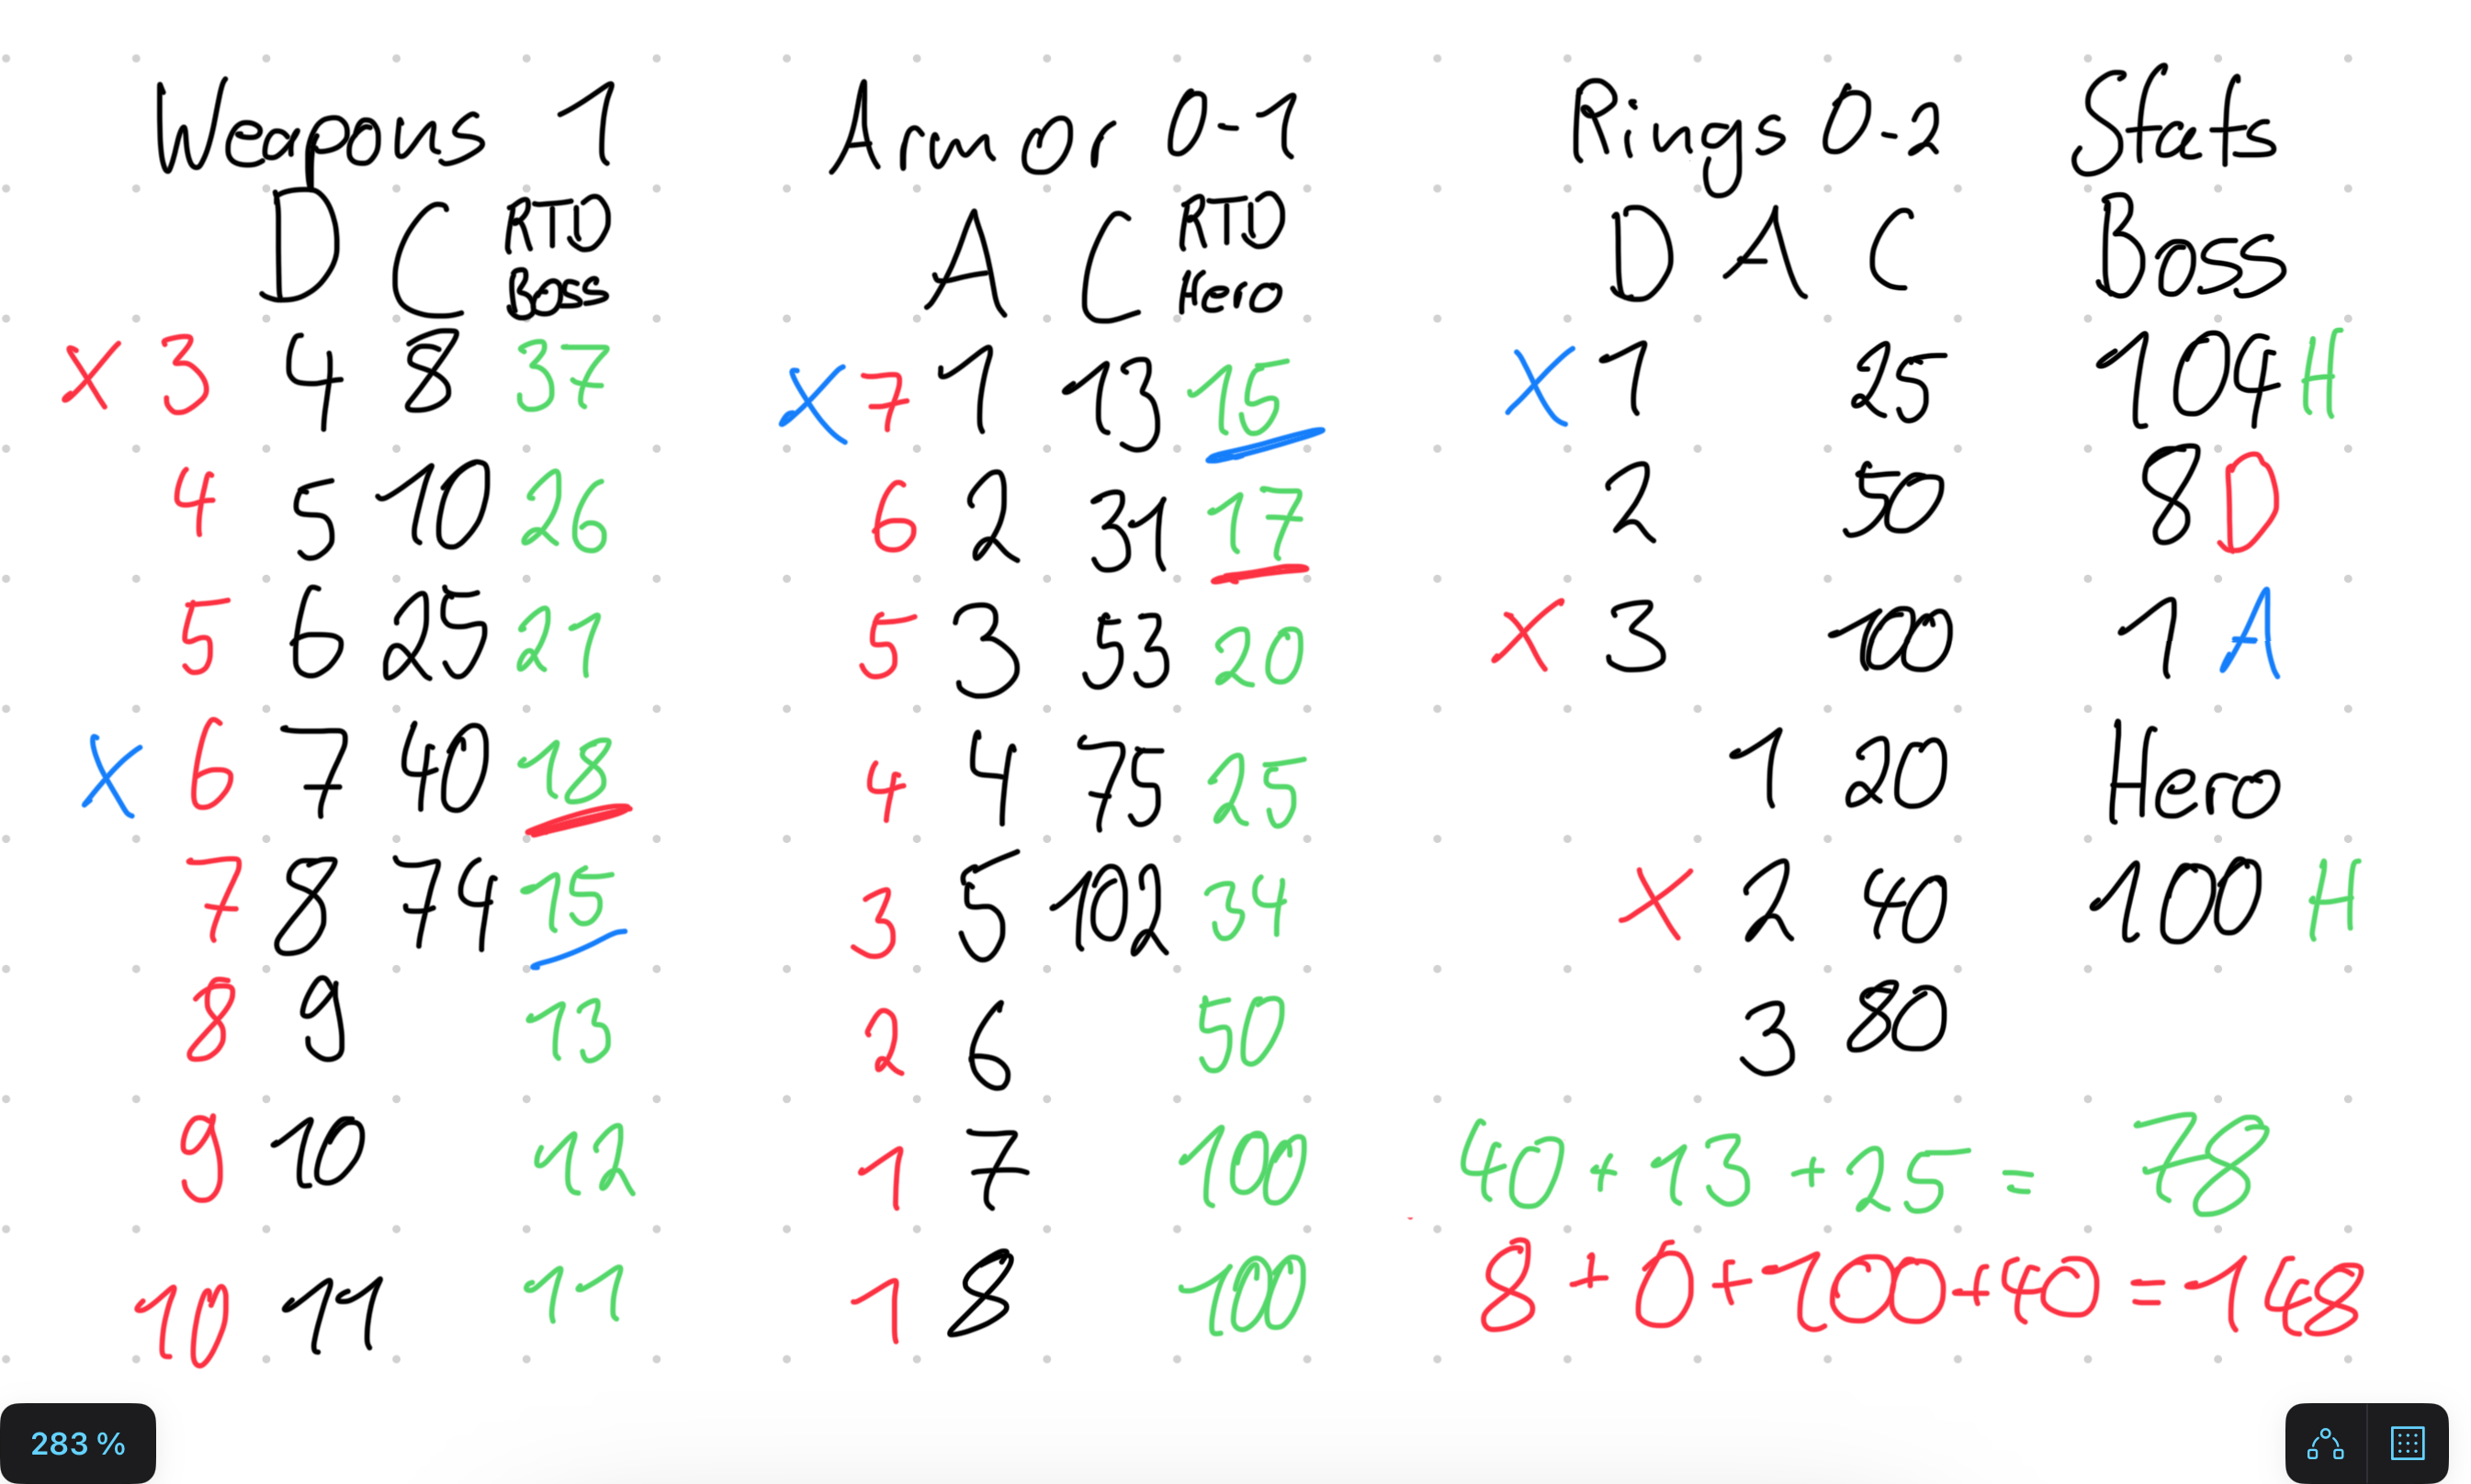 Weapons 1 Armor 0-1 Rings 0-2 Stats
D C RTD Boss A C RTD Hero D A C Boss
X 3 4 8 37 X 7 1 13 15 X 1 25 104 H
4 5 10 26 6 2 31 17 2 50 8 D
5 6 25 21 5 3 53 20 X 3 100 1 A
X 6 7 40 18 4 4 75 25 1 20 Hero
7 8 74 15 3 5 102 34 X 2 40 100 H
8 9 13 2 6 50 3 80
9 10 12 1 7 100 40 + 13 + 25 = 78
10 11 11 1 8 100 8 + 0 + 100 + 40 = 148
283 %